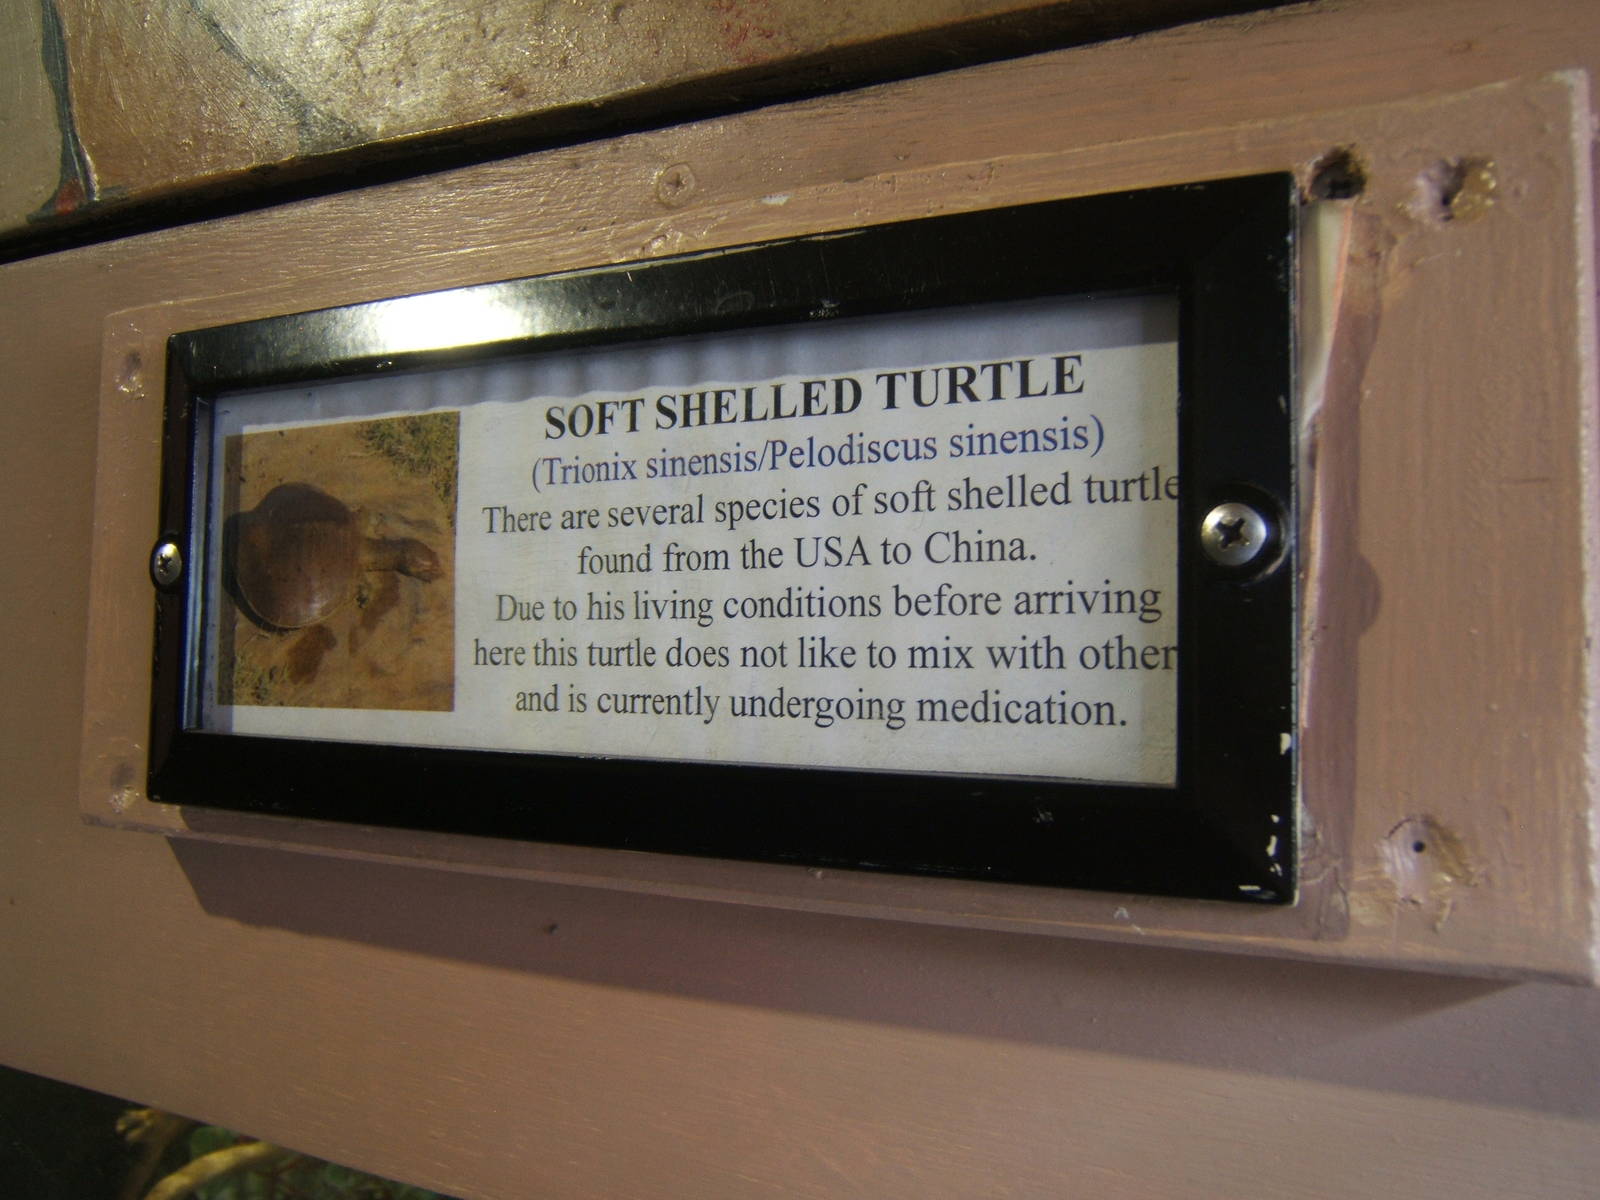 SOFT SHELLED TURTLE
(Trionix sinensis/Pelodiscus sinensis)
There are several species of soft shelled turtle
found from the USA to China.
Due to his living conditions before arriving
here this turtle does not like to mix with other
and is currently undergoing medication.